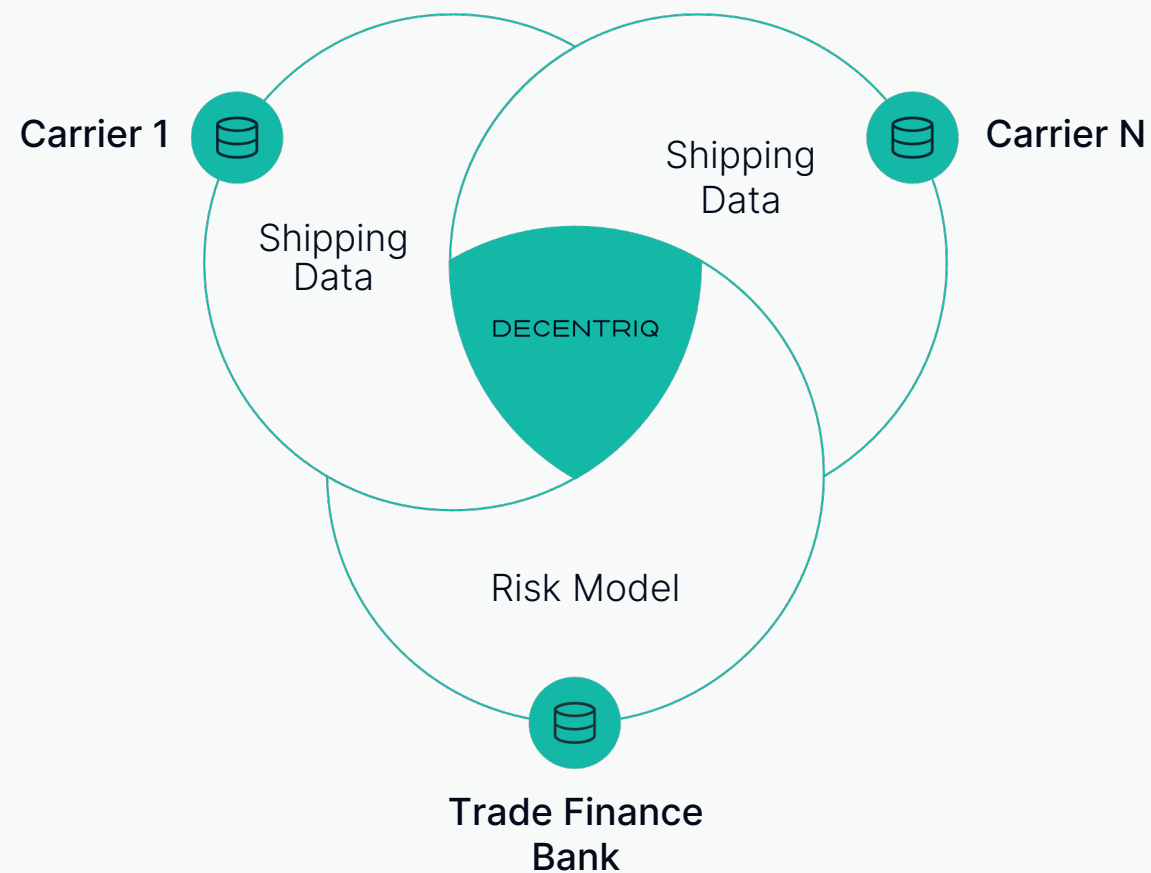 Carrier 1
Carrier N
Shipping
Data
Shipping
Data
DECENTRIQ
Risk Model
Trade Finance
Bank